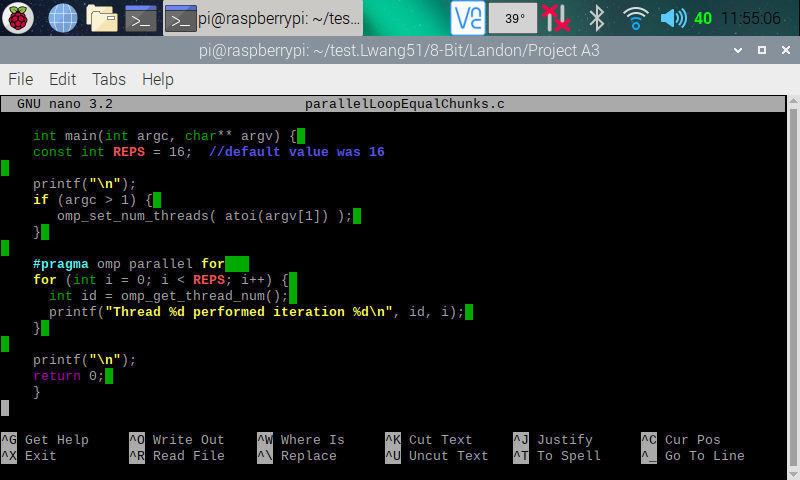 pi@raspberrypi: ~/tes...
V2
39°
40
11:55:06
pi@raspberrypi: ~/test.Lwang51/8-Bit/Landon/Project A3
File Edit Tabs Help
GNU nano 3.2 parallelLoopEqualChunks.c
int main(int argc, char** argv) {
const int REPS = 16; //default value was 16
printf("\n");
if (argc > 1) {
omp_set_num_threads( atoi(argv[1]) );
}
#pragma omp parallel for
for (int i = 0; i < REPS; i++) {
int id = omp_get_thread_num();
printf("Thread %d performed iteration %d\n", id, i);
}
printf("\n");
return 0;
}
^G Get Help ^O Write Out ^W Where Is ^K Cut Text ^J Justify ^C Cur Pos
^X Exit ^R Read File ^\ Replace ^U Uncut Text ^T To Spell ^_ Go To Line